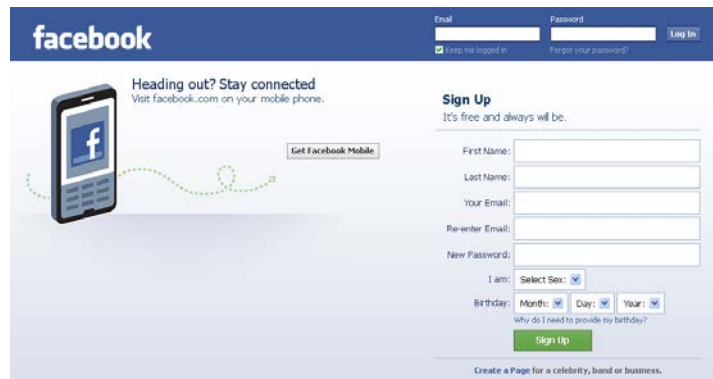 facebook
Email
Password
Log In
Keep me logged in
Forgot your password?
Heading out? Stay connected
Visit facebook.com on your mobile phone.
Get Facebook Mobile
f
Sign Up
It's free and always will be.
First Name:
Last Name:
Your Email:
Re-enter Email:
New Password:
I am: Select Sex:
Birthday: Month: Day: Year:
Why do I need to provide my birthday?
Sign Up
Create a Page for a celebrity, band or business.